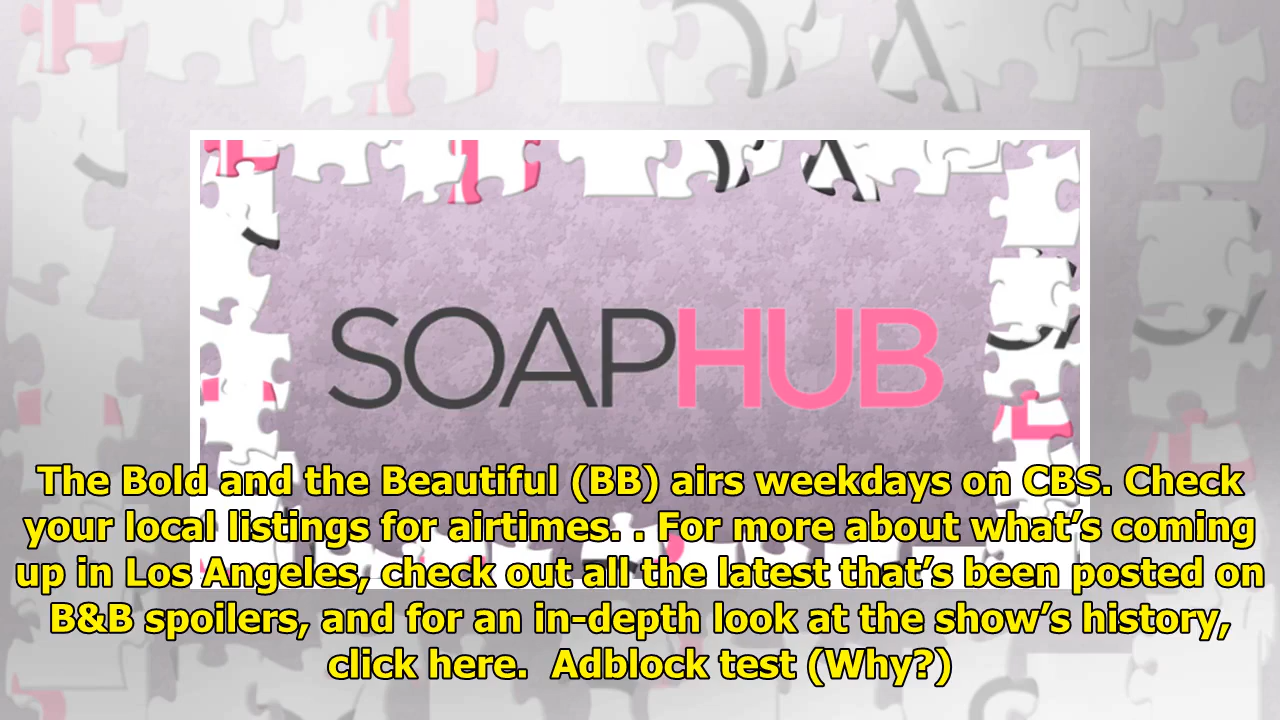 SOAPHUB
The Bold and the Beautiful (BB) airs weekdays on CBS. Check
your local listings for airtimes. . For more about what’s coming
up in Los Angeles, check out all the latest that’s been posted on
B&B spoilers, and for an in-depth look at the show’s history,
click here.  Adblock test (Why?)